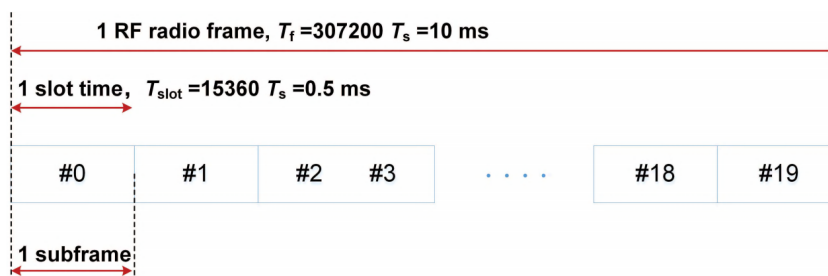 1 RF radio frame, Tf =307200 Ts =10 ms
1 slot time, Tslot =15360 Ts =0.5 ms
#0 #1 #2 #3 · · · · #18 #19
1 subframe